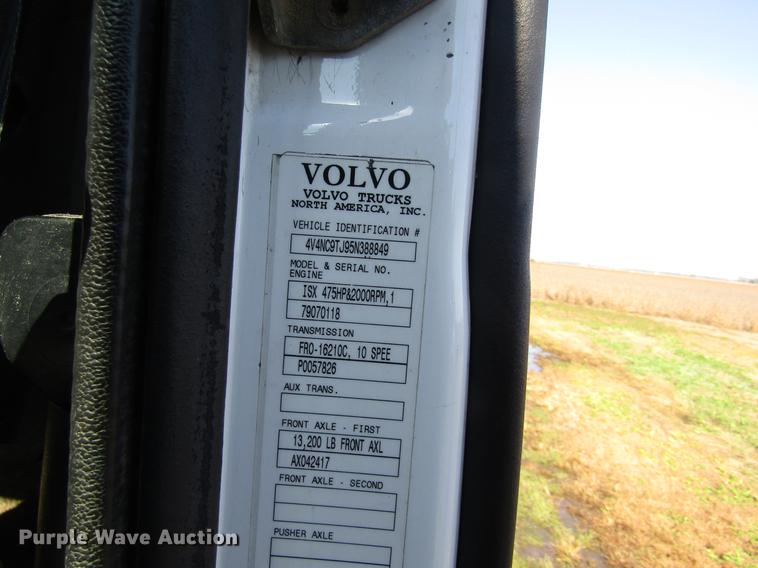 VOLVO
VOLVO TRUCKS
NORTH AMERICA, INC.
VEHICLE IDENTIFICATION #
4V4NC9TJ95N388849
MODEL & SERIAL NO.
ENGINE
ISX 475HP&2000RPM,1
79070118
TRANSMISSION
FRO-16210C, 10 SPEE
P0057826
AUX TRANS.
FRONT AXLE - FIRST
13,200 LB FRONT AXL
AX042417
FRONT AXLE - SECOND
PUSHER AXLE
Purple Wave Auction®